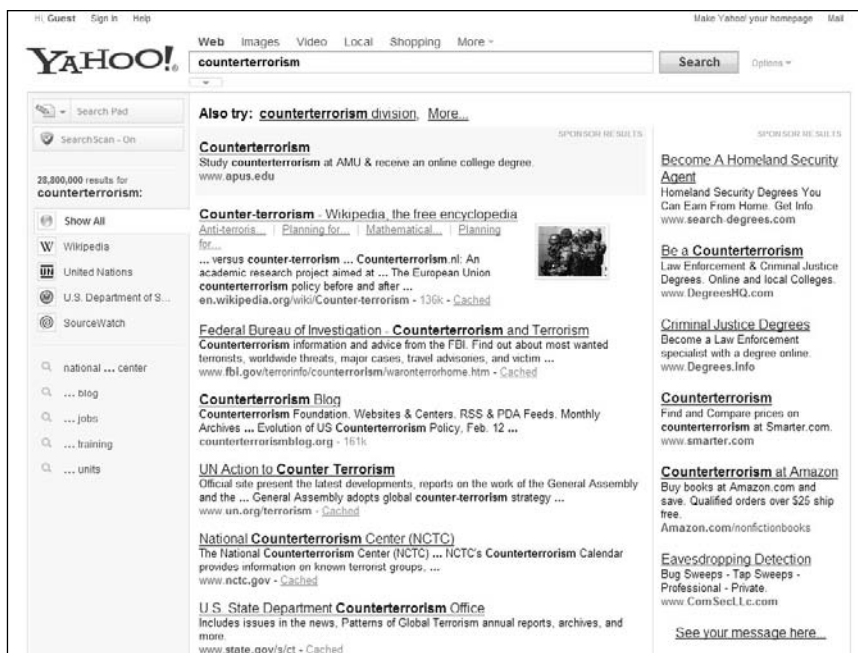 Hi, Guest Sign In Help
Make Yahoo! your homepage Mail
Web Images Video Local Shopping More
YAHOO!
counterterrorism
Search
Options
Search Pad
SearchScan - On
28,800,000 results for
counterterrorism:
Show All
W Wikipedia
UN United Nations
U.S. Department of S...
SourceWatch
national ... center
... blog
... jobs
... training
... units
Also try: counterterrorism division, More...
SPONSOR RESULTS
Counterterrorism
Study counterterrorism at AMU & receive an online college degree.
www.apus.edu
Counter-terrorism - Wikipedia, the free encyclopedia
Anti-terroris... | Planning for... | Mathematical... | Planning
for...
... versus counter-terrorism ... Counterterrorism.nl: An
academic research project aimed at ... The European Union
counterterrorism policy before and after ...
en.wikipedia.org/wiki/Counter-terrorism - 136k - Cached
Federal Bureau of Investigation - Counterterrorism and Terrorism
Counterterrorism information and advice from the FBI. Find out about most wanted
terrorists, worldwide threats, major cases, travel advisories, and victim ...
www.fbi.gov/terrorinfo/counterrorism/waronterrorhome.htm - Cached
Counterterrorism Blog
Counterterrorism Foundation. Websites & Centers. RSS & PDA Feeds. Monthly
Archives ... Evolution of US Counterterrorism Policy, Feb. 12 ...
counterterrorismblog.org - 161k
UN Action to Counter Terrorism
Official site present the latest developments, reports on the work of the General Assembly
and the ... General Assembly adopts global counter-terrorism strategy ...
www.un.org/terrorism - Cached
National Counterterrorism Center (NCTC)
The National Counterterrorism Center (NCTC) ... NCTC's Counterterrorism Calendar
provides information on known terrorist groups, ...
www.nctc.gov - Cached
U.S. State Department Counterterrorism Office
Includes issues in the news, Patterns of Global Terrorism annual reports, archives, and
more.
www.state.gov/s/ct - Cached
SPONSOR RESULTS
Become A Homeland Security
Agent
Homeland Security Degrees You
Can Earn From Home. Get Info.
www.search-degrees.com
Be a Counterterrorism
Law Enforcement & Criminal Justice
Degrees. Online and local Colleges.
www.DegreesHQ.com
Criminal Justice Degrees
Become a Law Enforcement
specialist with a degree online.
www.Degrees.info
Counterterrorism
Find and Compare prices on
counterterrorism at Smarter.com.
www.smarter.com
Counterterrorism at Amazon
Buy books at Amazon.com and
save. Qualified orders over $25 ship
free.
Amazon.com/nonfictionbooks
Eavesdropping Detection
Bug Sweeps - Tap Sweeps -
Professional - Private.
www.ComSecLLc.com
See your message here...